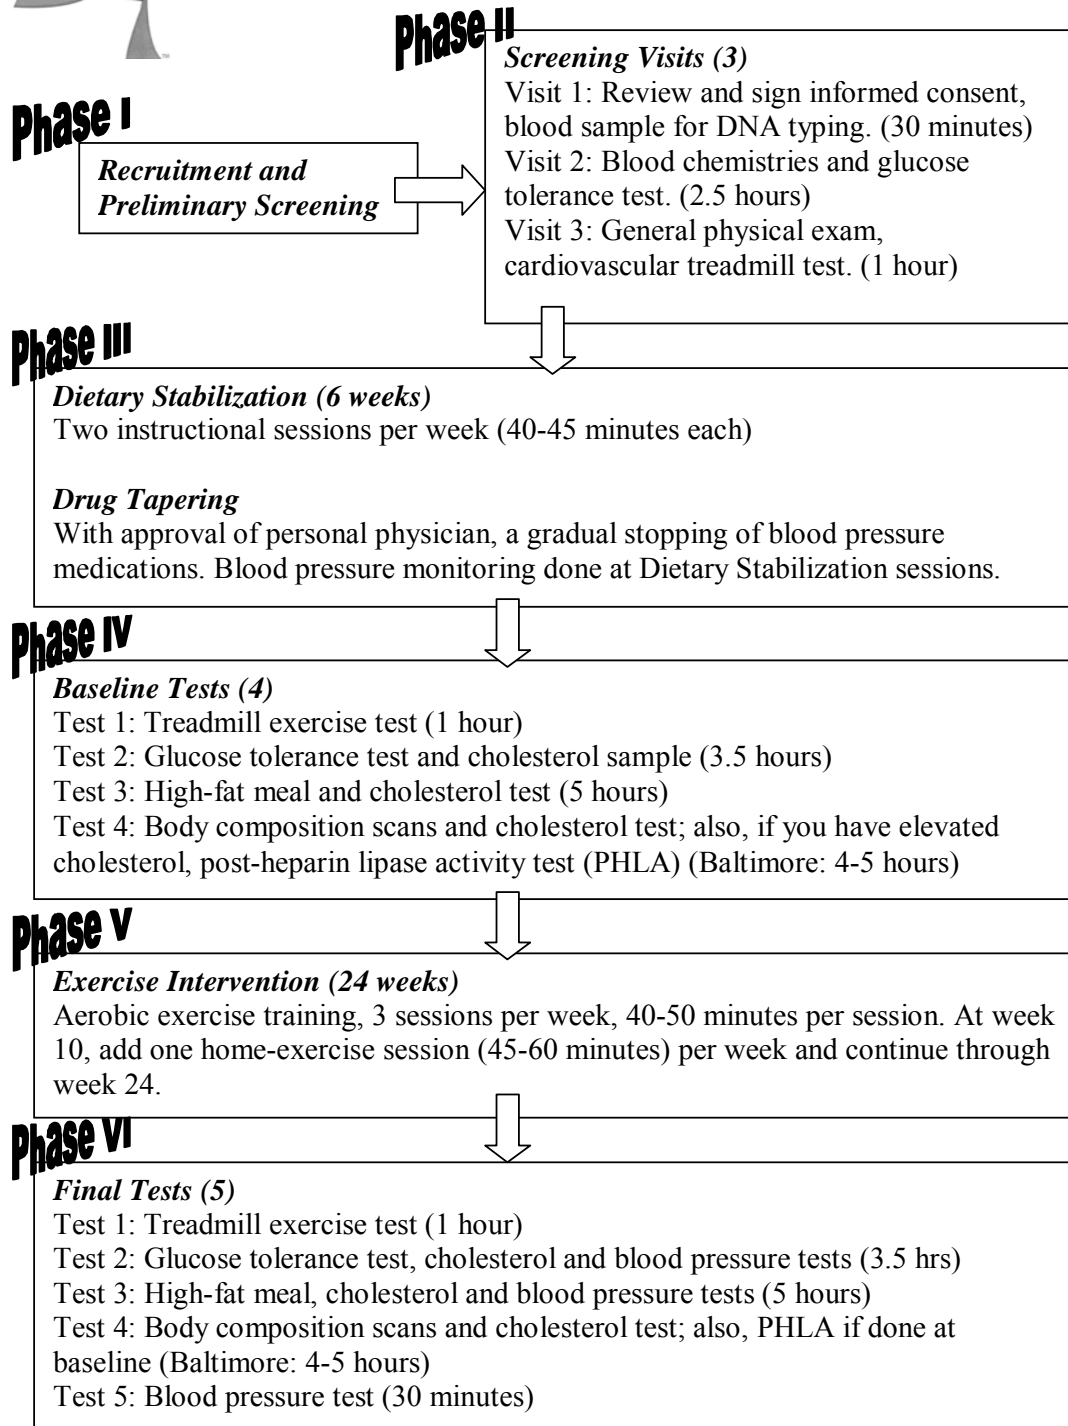 Phase I
Recruitment and
Preliminary Screening
Phase II
Screening Visits (3)
Visit 1: Review and sign informed consent,
blood sample for DNA typing. (30 minutes)
Visit 2: Blood chemistries and glucose
tolerance test. (2.5 hours)
Visit 3: General physical exam,
cardiovascular treadmill test. (1 hour)
Phase III
Dietary Stabilization (6 weeks)
Two instructional sessions per week (40-45 minutes each)
Drug Tapering
With approval of personal physician, a gradual stopping of blood pressure
medications. Blood pressure monitoring done at Dietary Stabilization sessions.
Phase IV
Baseline Tests (4)
Test 1: Treadmill exercise test (1 hour)
Test 2: Glucose tolerance test and cholesterol sample (3.5 hours)
Test 3: High-fat meal and cholesterol test (5 hours)
Test 4: Body composition scans and cholesterol test; also, if you have elevated
cholesterol, post-heparin lipase activity test (PHLA) (Baltimore: 4-5 hours)
Phase V
Exercise Intervention (24 weeks)
Aerobic exercise training, 3 sessions per week, 40-50 minutes per session. At week
10, add one home-exercise session (45-60 minutes) per week and continue through
week 24.
Phase VI
Final Tests (5)
Test 1: Treadmill exercise test (1 hour)
Test 2: Glucose tolerance test, cholesterol and blood pressure tests (3.5 hrs)
Test 3: High-fat meal, cholesterol and blood pressure tests (5 hours)
Test 4: Body composition scans and cholesterol test; also, PHLA if done at
baseline (Baltimore: 4-5 hours)
Test 5: Blood pressure test (30 minutes)